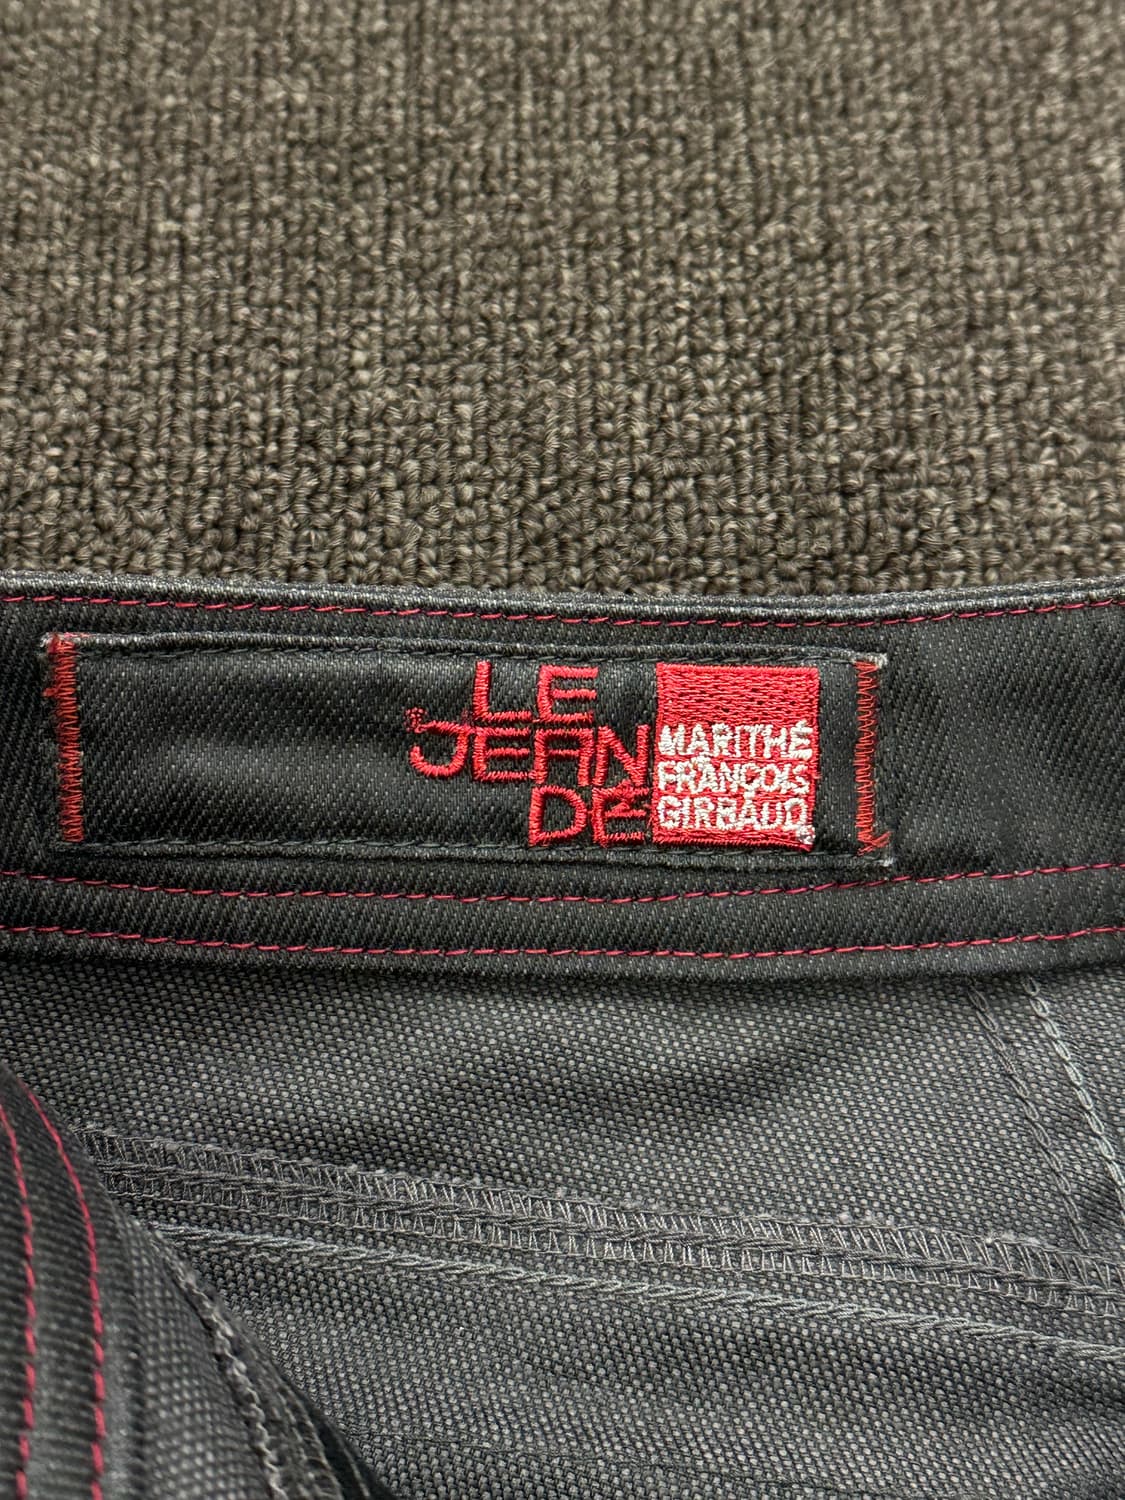 LE
JEAN
DE
MARITHÉ
FRANÇOIS
GIRBAUD